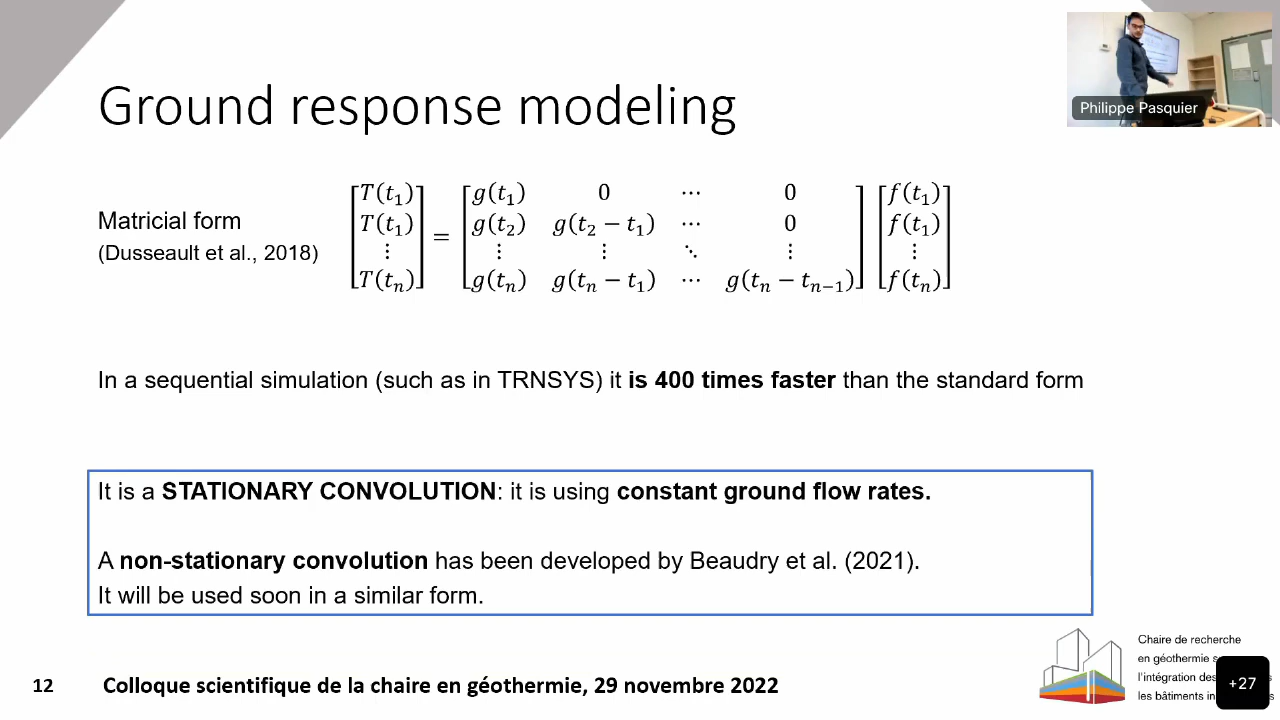 Philippe Pasquier
Ground response modeling
Matricial form
(Dusseault et al., 2018)
[T(t₁) T(t₁) ⋮ T(tₙ)] =
g(t₁) 0 ⋯ 0
g(t₂) g(t₂ − t₁) ⋯ 0
⋮ ⋮ ⋱ ⋮
g(tₙ) g(tₙ − t₁) ⋯ g(tₙ − tₙ₋₁)
[f(t₁) f(t₁) ⋮ f(tₙ)]
In a sequential simulation (such as in TRNSYS) it is 400 times faster than the standard form
It is a STATIONARY CONVOLUTION: it is using constant ground flow rates.
A non-stationary convolution has been developed by Beaudry et al. (2021).
It will be used soon in a similar form.
Chaire de recherche
en géothermie
l'intégration des
les bâtiments
+27
12 Colloque scientifique de la chaire en géothermie, 29 novembre 2022